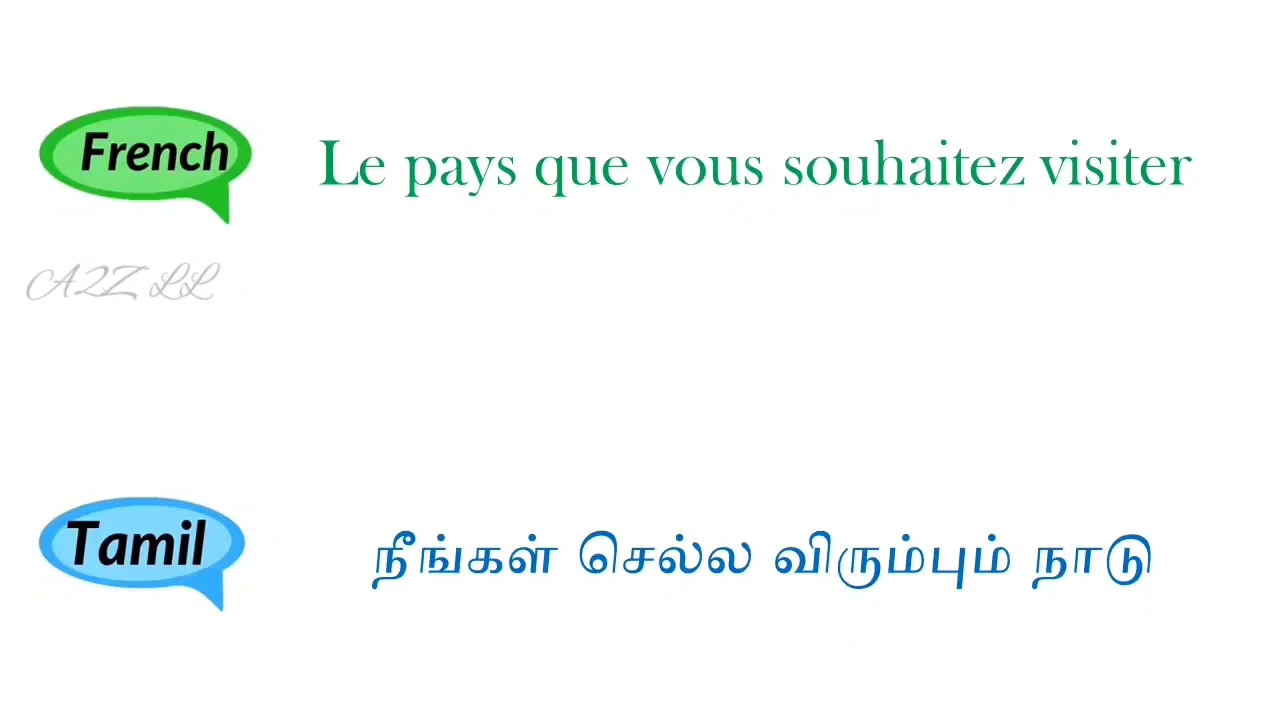 French
Le pays que vous souhaitez visiter
A2Z LL
Tamil
நீங்கள் செல்ல விரும்பும் நாடு